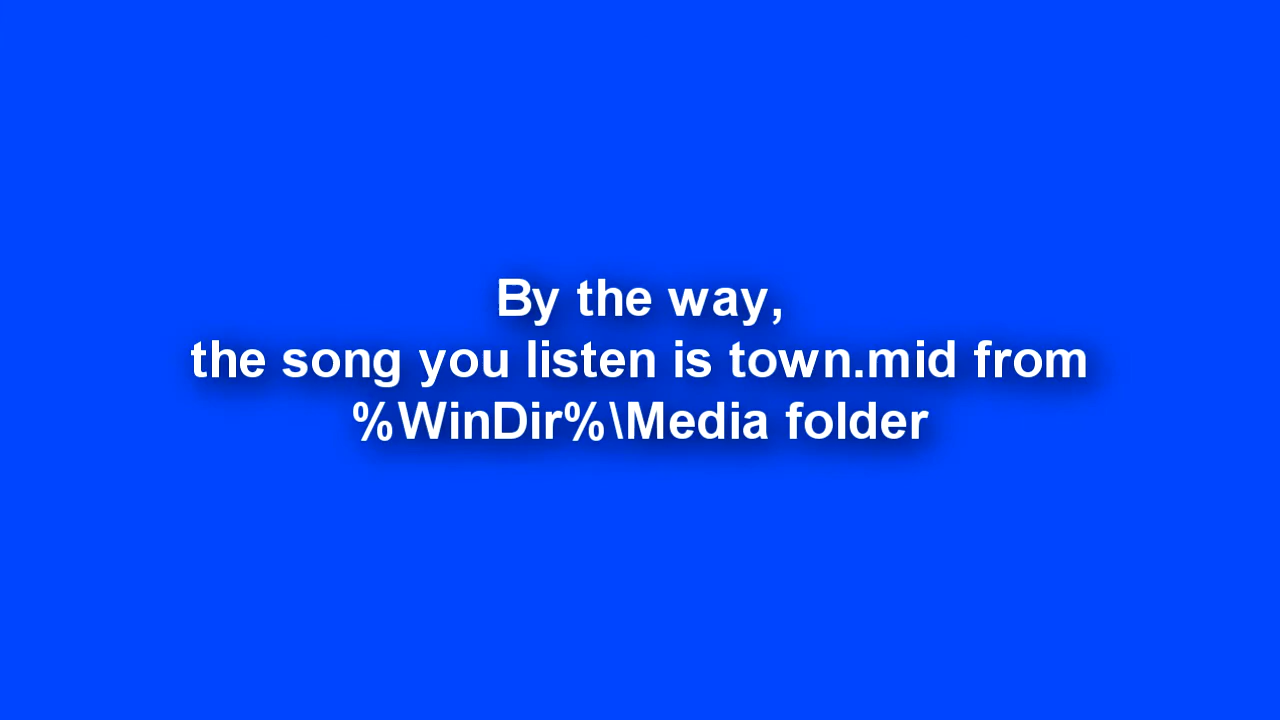 By the way,
the song you listen is town.mid from
%WinDir%\Media folder